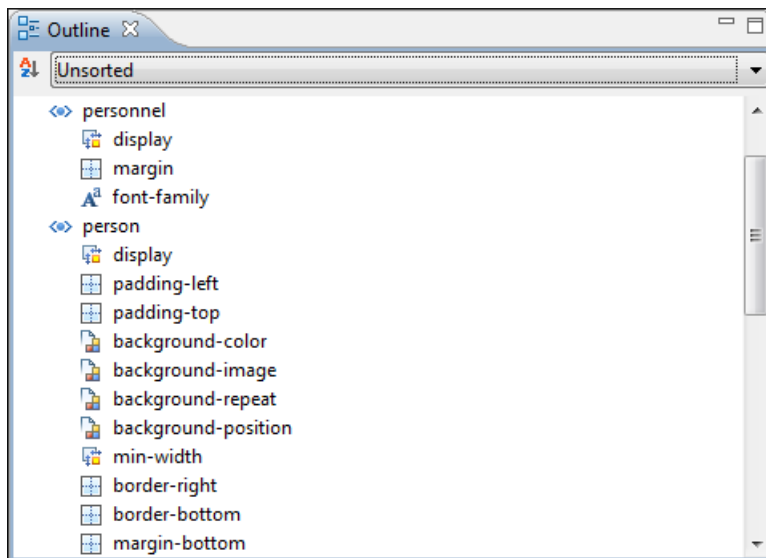 Outline
Unsorted
personnel
display
margin
font-family
person
display
padding-left
padding-top
background-color
background-image
background-repeat
background-position
min-width
border-right
border-bottom
margin-bottom